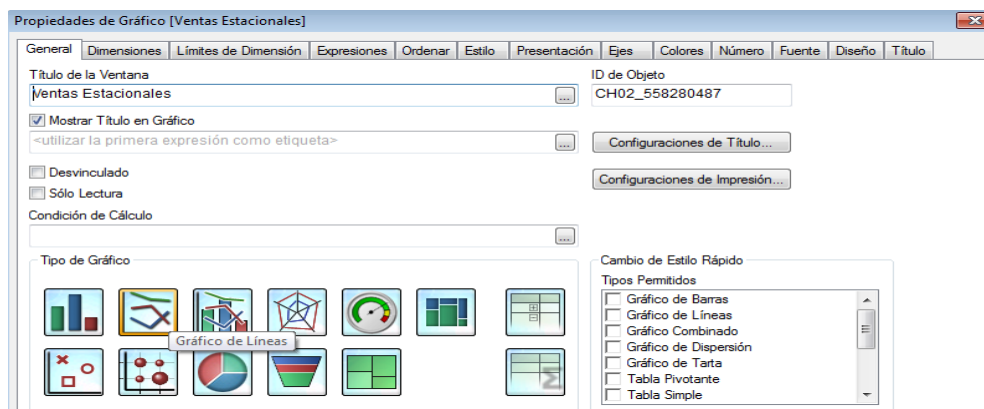 Propiedades de Gráfico [Ventas Estacionales]
General Dimensiones Límites de Dimensión Expresiones Ordenar Estilo Presentación Ejes Colores Número Fuente Diseño Título
Título de la Ventana
Ventas Estacionales
...
ID de Objeto
CH02_558280487
Mostrar Título en Gráfico
<utilizar la primera expresión como etiqueta>
...
Configuraciones de Título...
Desvinculado
Sólo Lectura
Configuraciones de Impresión...
Condición de Cálculo
...
Tipo de Gráfico
Gráfico de Líneas
Cambio de Estilo Rápido
Tipos Permitidos
Gráfico de Barras
Gráfico de Líneas
Gráfico Combinado
Gráfico de Dispersión
Gráfico de Tarta
Tabla Pivotante
Tabla Simple